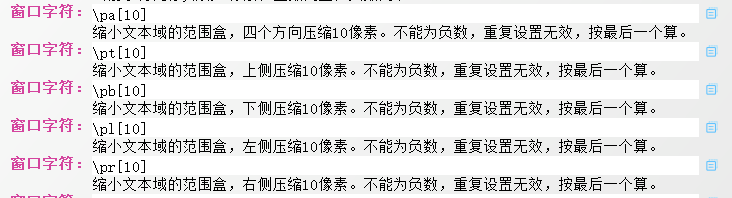 窗口字符： \pa[10]
缩小文本域的范围盒，四个方向压缩10像素。不能为负数，重复设置无效，按最后一个算。
窗口字符： \pt[10]
缩小文本域的范围盒，上侧压缩10像素。不能为负数，重复设置无效，按最后一个算。
窗口字符： \pb[10]
缩小文本域的范围盒，下侧压缩10像素。不能为负数，重复设置无效，按最后一个算。
窗口字符： \pl[10]
缩小文本域的范围盒，左侧压缩10像素。不能为负数，重复设置无效，按最后一个算。
窗口字符： \pr[10]
缩小文本域的范围盒，右侧压缩10像素。不能为负数，重复设置无效，按最后一个算。